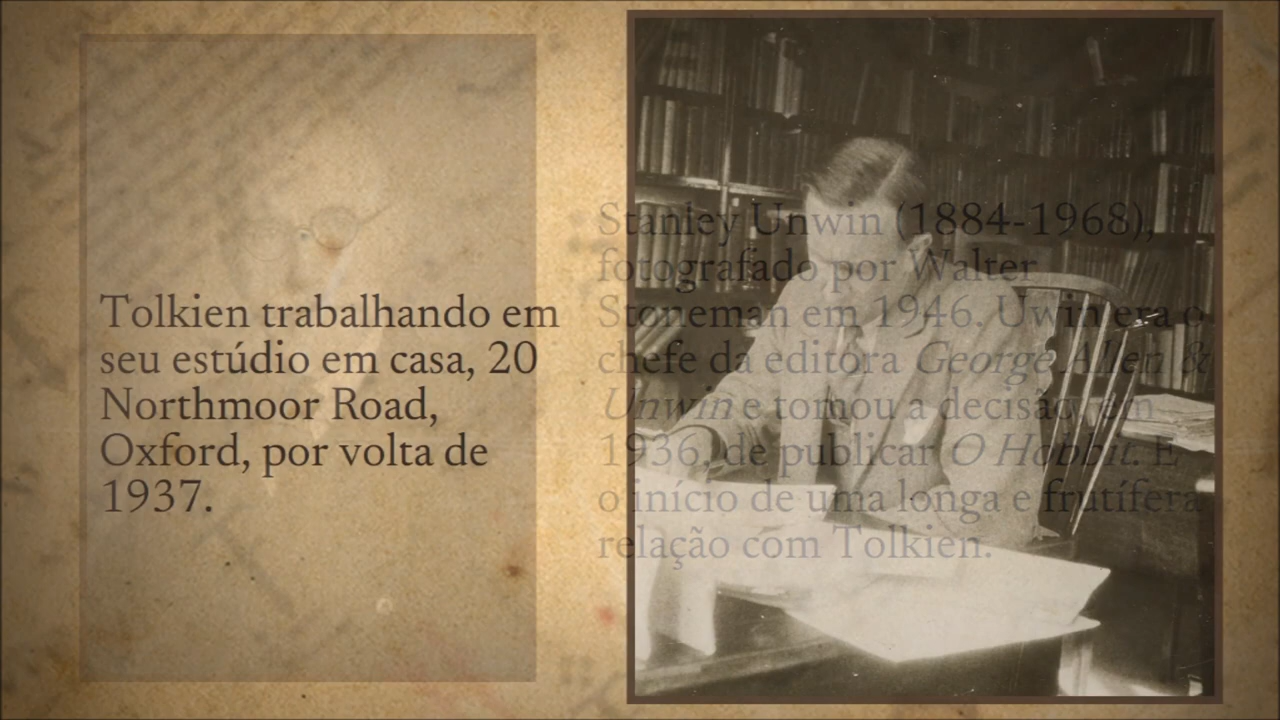 Tolkien trabalhando em
seu estúdio em casa, 20
Northmoor Road,
Oxford, por volta de
1937.
Stanley Unwin (1884-1968),
fotografado por Walter
Stoneman em 1946. Uwin era o
chefe da editora George Allen &
Unwin e tomou a decisão, em
1936, de publicar O Hobbit. E
o início de uma longa e frutífera
relação com Tolkien.